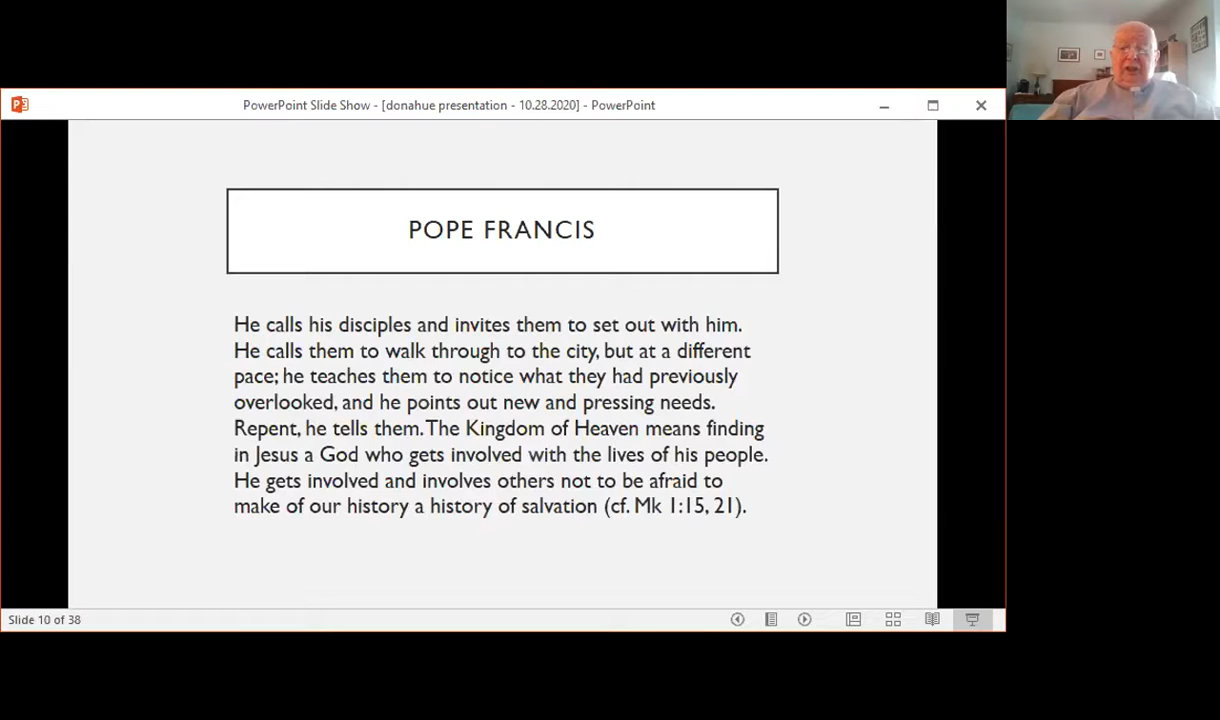 PowerPoint Slide Show - [donahue presentation - 10.28.2020] - PowerPoint
POPE FRANCIS
He calls his disciples and invites them to set out with him.
He calls them to walk through to the city, but at a different
pace; he teaches them to notice what they had previously
overlooked, and he points out new and pressing needs.
Repent, he tells them. The Kingdom of Heaven means finding
in Jesus a God who gets involved with the lives of his people.
He gets involved and involves others not to be afraid to
make of our history a history of salvation (cf. Mk 1:15, 21).
Slide 10 of 38